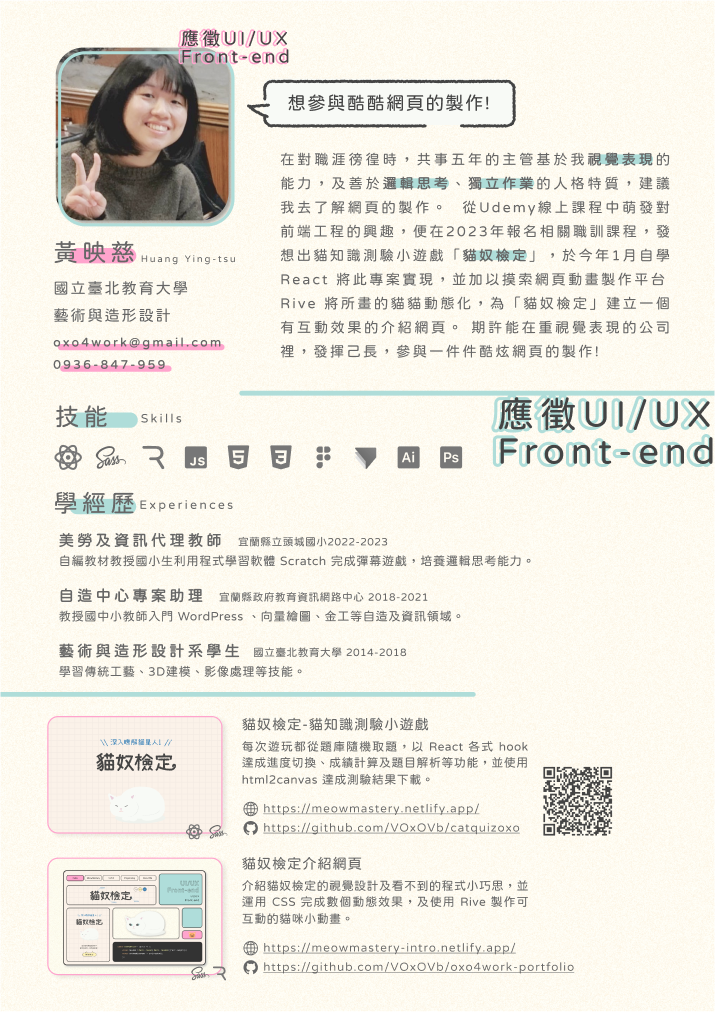 應徵UI/UX
Front-end
想參與酷酷網頁的製作!
在對職涯徬徨時，共事五年的主管基於我視覺表現的
能力，及善於邏輯思考、獨立作業的人格特質，建議
我去了解網頁的製作。 從Udemy線上課程中萌發對
前端工程的興趣，便在2023年報名相關職訓課程，發
想出貓知識測驗小遊戲「貓奴檢定」，於今年1月自學
React 將此專案實現，並加以摸索網頁動畫製作平台
Rive 將所畫的貓貓動態化，為「貓奴檢定」建立一個
有互動效果的介紹網頁。 期許能在重視覺表現的公司
裡，發揮己長，參與一件件酷炫網頁的製作!
黃映慈 Huang Ying-tsu
國立臺北教育大學
藝術與造形設計
oxo4work@gmail.com
0936-847-959
應徵UI/UX
Front-end
技能 Skills
Sass
JS
5
3
Ai
Ps
學經歷 Experiences
美勞及資訊代理教師 宜蘭縣立頭城國小2022-2023
自編教材教授國小生利用程式學習軟體 Scratch 完成彈幕遊戲，培養邏輯思考能力。
自造中心專案助理 宜蘭縣政府教育資訊網路中心 2018-2021
教授國中小教師入門 WordPress 、向量繪圖、金工等自造及資訊領域。
藝術與造形設計系學生 國立臺北教育大學 2014-2018
學習傳統工藝、3D建模、影像處理等技能。
\\ 深入瞭解貓星人! //
貓奴檢定
Sass
貓奴檢定-貓知識測驗小遊戲
每次遊玩都從題庫隨機取題，以 React 各式 hook
達成進度切換、成績計算及題目解析等功能，並使用
html2canvas 達成測驗結果下載。
https://meowmastery.netlify.app/
https://github.com/VOxOVb/catquizoxo
貓奴檢定
UI/UX
Front-end
貓奴檢定
Sass
貓奴檢定介紹網頁
介紹貓奴檢定的視覺設計及看不到的程式小巧思，並
運用 CSS 完成數個動態效果，及使用 Rive 製作可
互動的貓咪小動畫。
https://meowmastery-intro.netlify.app/
https://github.com/VOxOVb/oxo4work-portfolio